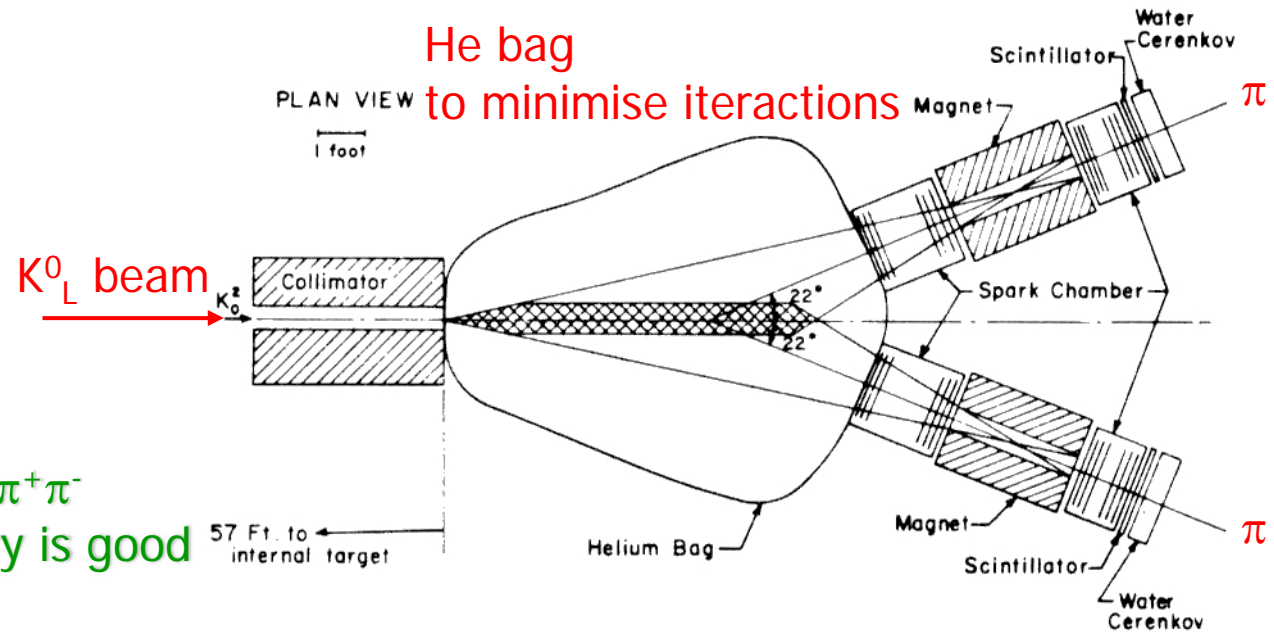 He bag
to minimise iteractions
PLAN VIEW
1 foot
Magnet
Scintillator
Water
Cerenkov
π
K⁰L beam
K₀²
Collimator
22°
22°
Spark Chamber
π⁺π⁻
y is good
57 Ft. to
internal target
Helium Bag
Magnet
Scintillator
Water
Cerenkov
π